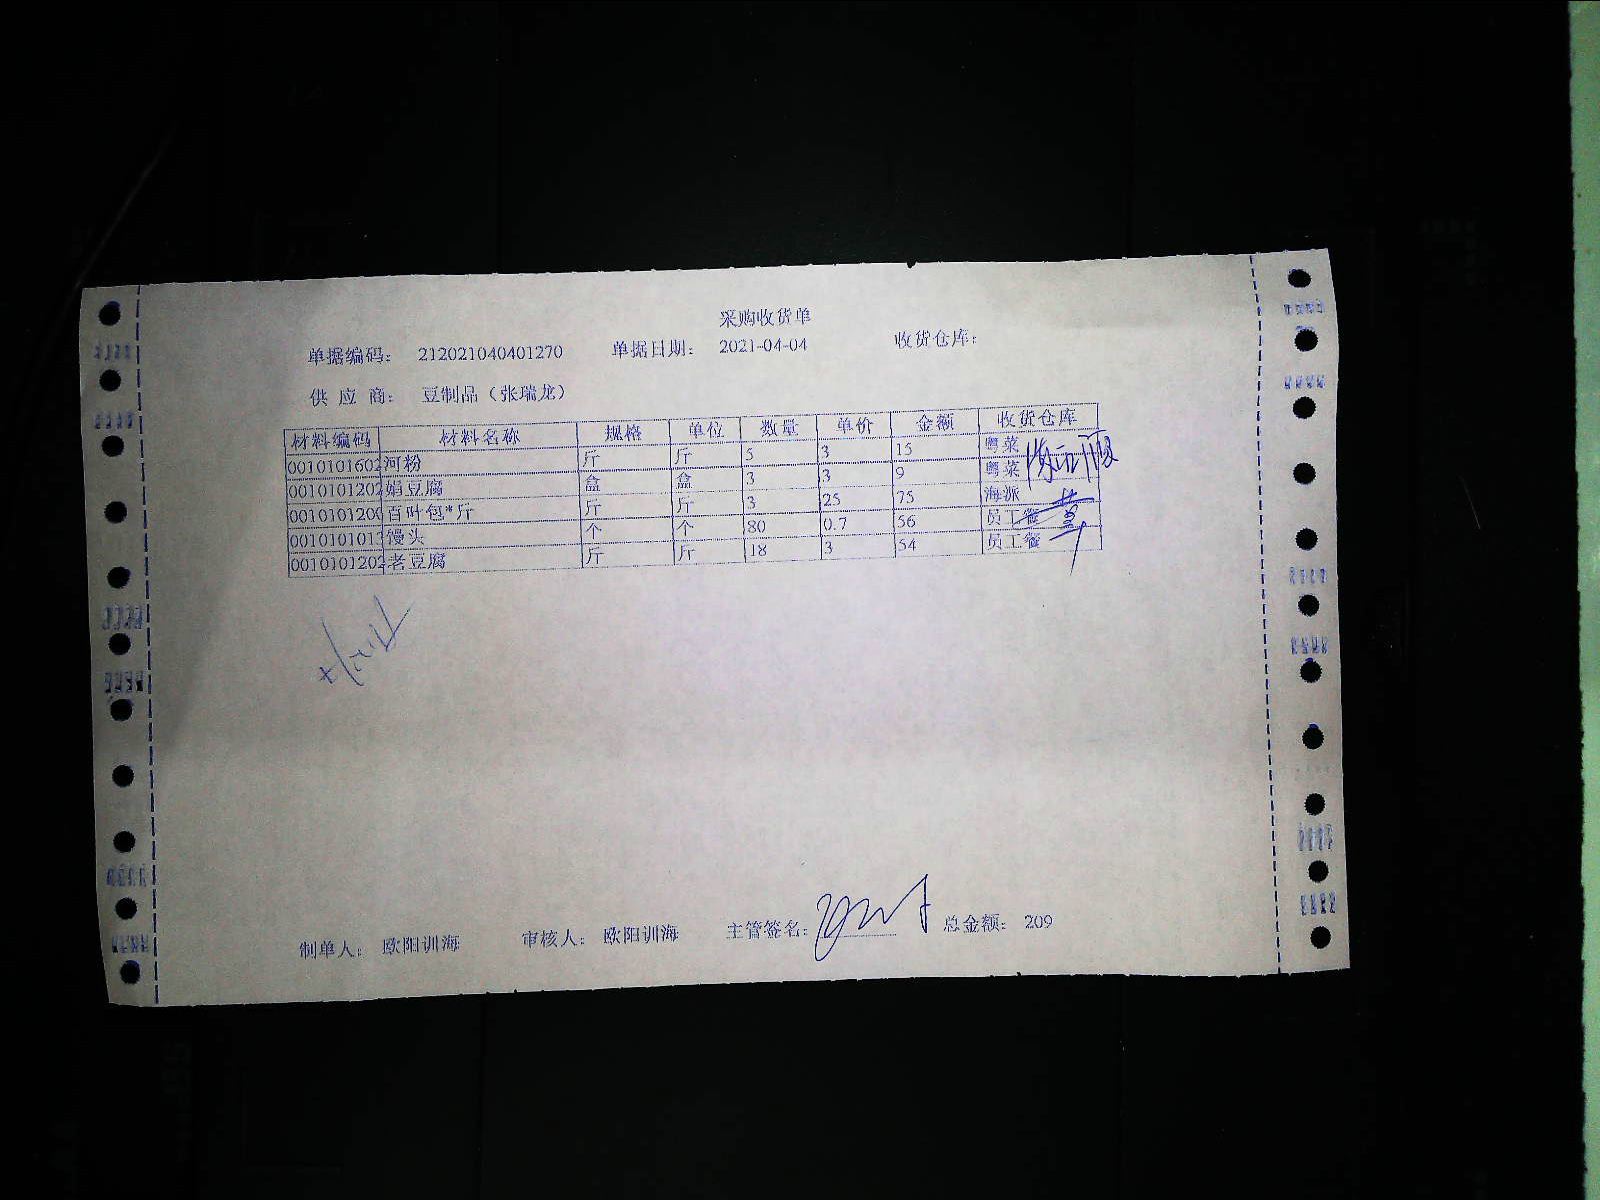 采购收货单
单据编码： 212021040401270 单据日期： 2021-04-04 收货仓库：
供 应 商： 豆制品（张瑞龙）
材料编码 材料名称 规格 单位 数量 单价 金额 收货仓库
0010101602 河粉 斤 斤 5 3 15 粤菜
0010101202 娟豆腐 盒 盒 3 3 9 粤菜
001010120 百叶包*斤 斤 斤 3 25 75 海派
001010101 馒头 个 个 80 0.7 56 员工餐
0010101202 老豆腐 斤 斤 18 3 54 员工餐
制单人： 欧阳训海 审核人： 欧阳训海 主管签名： 总金额： 209